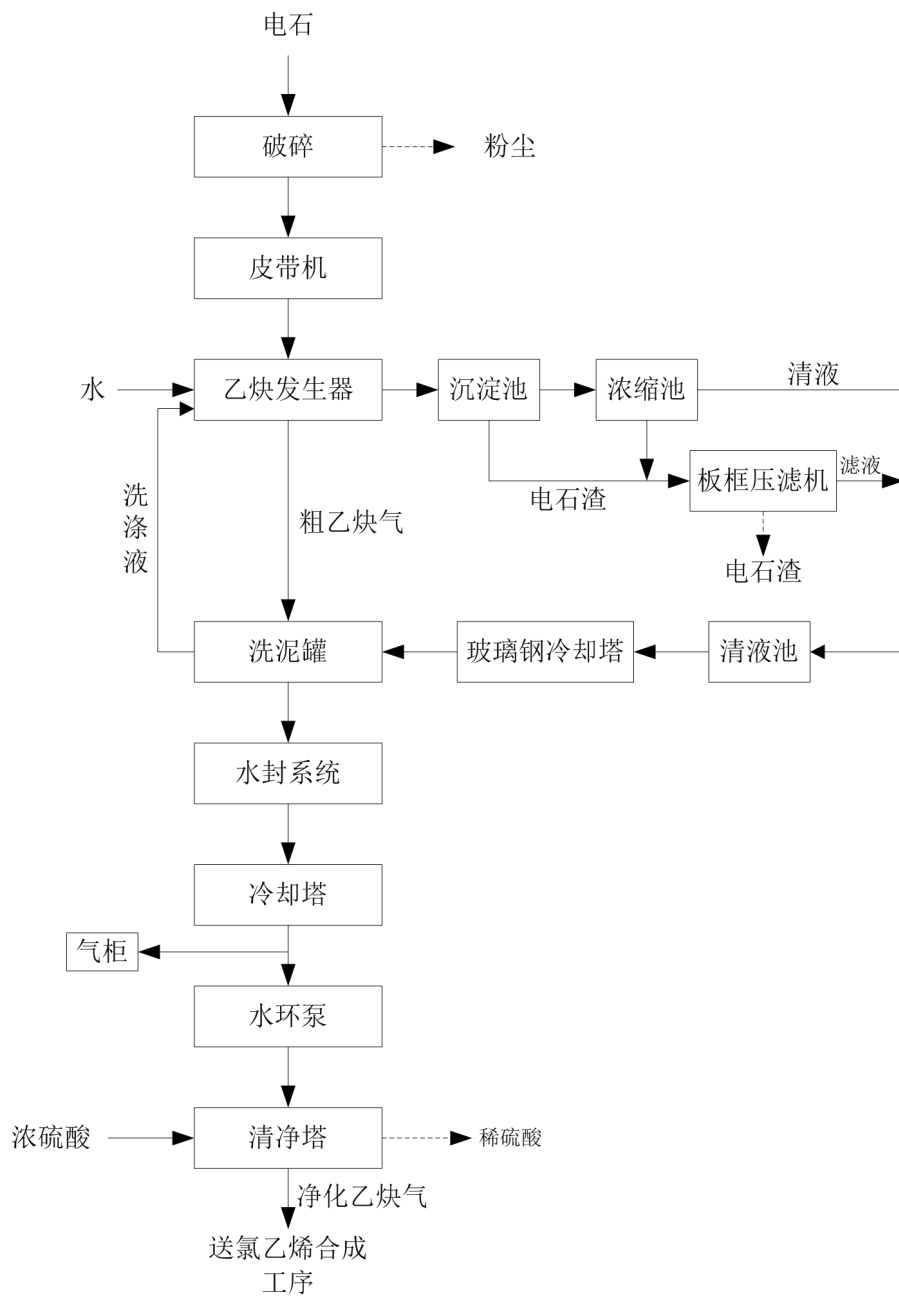 电石
破碎
粉尘
皮带机
水
乙炔发生器
沉淀池
浓缩池
清液
洗
涤
液
粗乙炔气
电石渣
板框压滤机
滤液
电石渣
洗泥罐
玻璃钢冷却塔
清液池
水封系统
冷却塔
气柜
水环泵
浓硫酸
清净塔
稀硫酸
净化乙炔气
送氯乙烯合成
工序